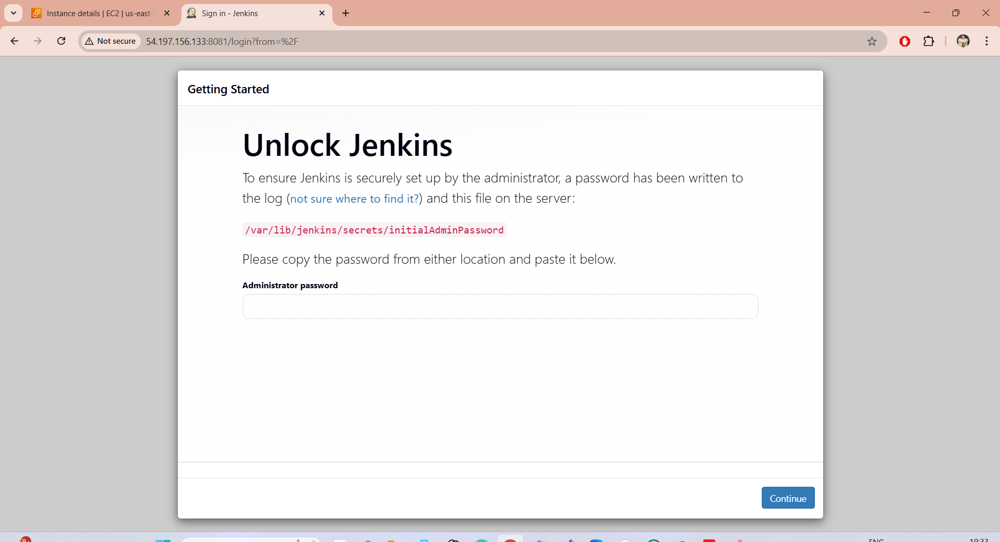 Instance details | EC2 | us-east-
Sign in - Jenkins
Not secure
54.197.156.133:8081/login?from=%2F
Getting Started
Unlock Jenkins
To ensure Jenkins is securely set up by the administrator, a password has been written to
the log (not sure where to find it?) and this file on the server:
/var/lib/jenkins/secrets/initialAdminPassword
Please copy the password from either location and paste it below.
Administrator password
Continue
9+
ENG
19:33